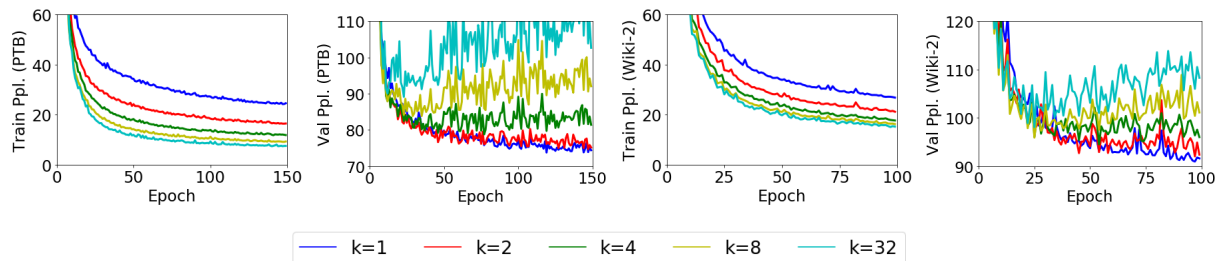 Train Ppl. (PTB)
60
40
20
0
0 50 100 150
Epoch
Val Ppl. (PTB)
110
100
90
80
70
0 50 100 150
Epoch
Train Ppl. (Wiki-2)
60
40
20
0
0 25 50 75 100
Epoch
Val Ppl. (Wiki-2)
120
110
100
90
0 25 50 75 100
Epoch
k=1 k=2 k=4 k=8 k=32